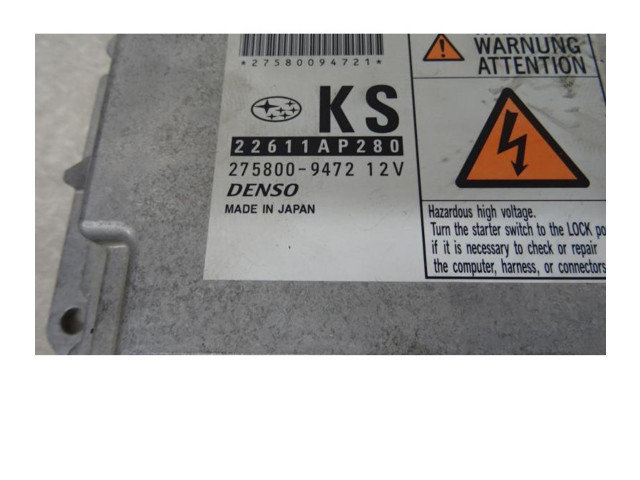 *27580094721*
KS
22611AP280
275800-9472 12V
DENSO
MADE IN JAPAN
WARNUNG
ATTENTION
Hazardous high voltage.
Turn the starter switch to the LOCK po
if it is necessary to check or repair
the computer, harness, or connectors